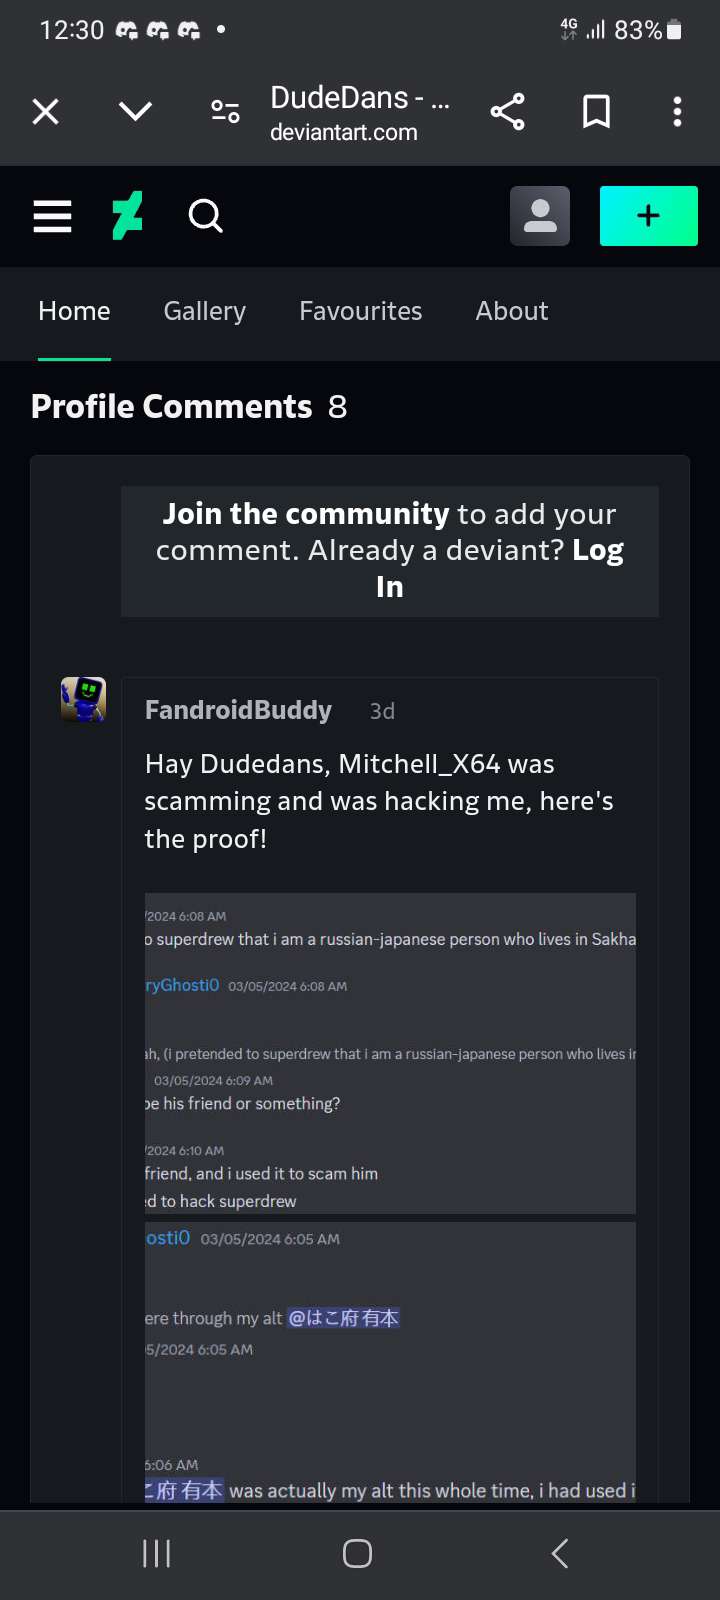 12:30
4G 83%
DudeDans - ...
deviantart.com
Home Gallery Favourites About
Profile Comments 8
Join the community to add your
comment. Already a deviant? Log
In
FandroidBuddy 3d
Hay Dudedans, Mitchell_X64 was
scamming and was hacking me, here's
the proof!
/2024 6:08 AM
o superdrew that i am a russian-japanese person who lives in Sakha
ryGhosti0 03/05/2024 6:08 AM
ah, (i pretended to superdrew that i am a russian-japanese person who lives in
03/05/2024 6:09 AM
be his friend or something?
/2024 6:10 AM
friend, and i used it to scam him
ed to hack superdrew
osti0 03/05/2024 6:05 AM
ere through my alt @はこ府 有本
05/2024 6:05 AM
6:06 AM
こ府 有本 was actually my alt this whole time, i had used i